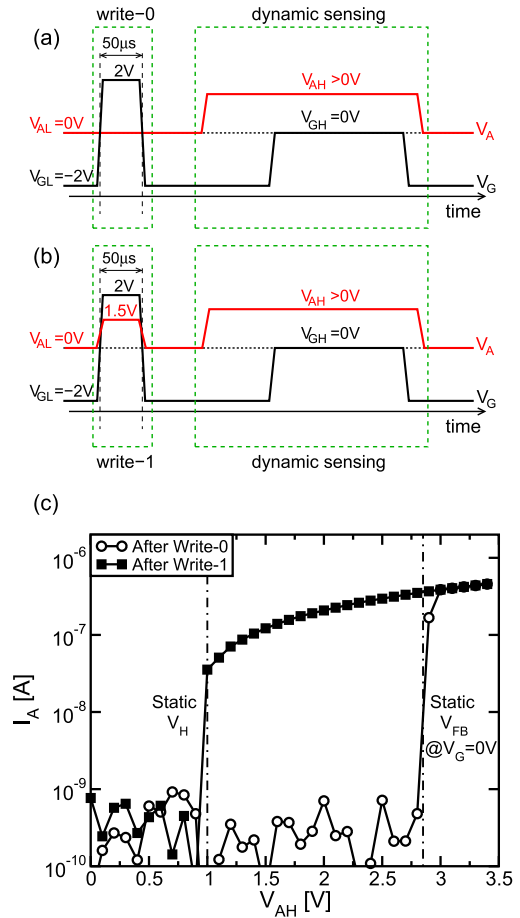 write−0 dynamic sensing
(a)
50μs
2V
V_AH >0V
V_AL =0V
V_GH =0V
V_A
V_GL =−2V
V_G
time
(b)
50μs
2V
1.5V
V_AH >0V
V_AL =0V
V_GH =0V
V_A
V_GL =−2V
V_G
time
write−1 dynamic sensing
(c)
10^-6
After Write-0
After Write-1
10^-7
I_A [A]
10^-8
Static
V_H
Static
V_FB
@V_G=0V
10^-9
10^-10
0 0.5 1 1.5 2 2.5 3 3.5
V_AH [V]